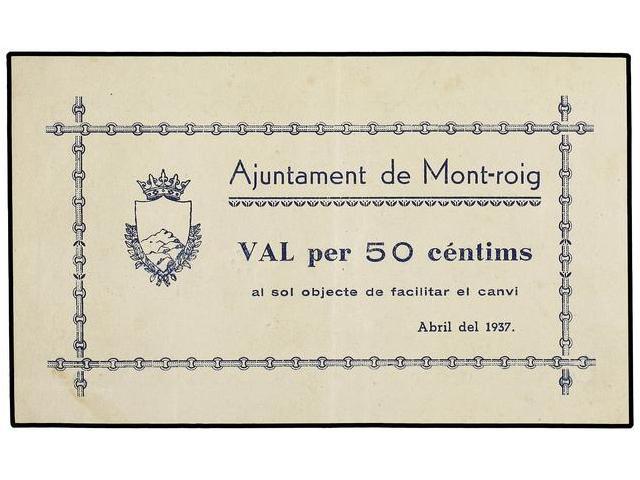 Ajuntament de Mont-roig
VAL per 50 céntims
al sol objecte de facilitar el canvi
Abril del 1937.